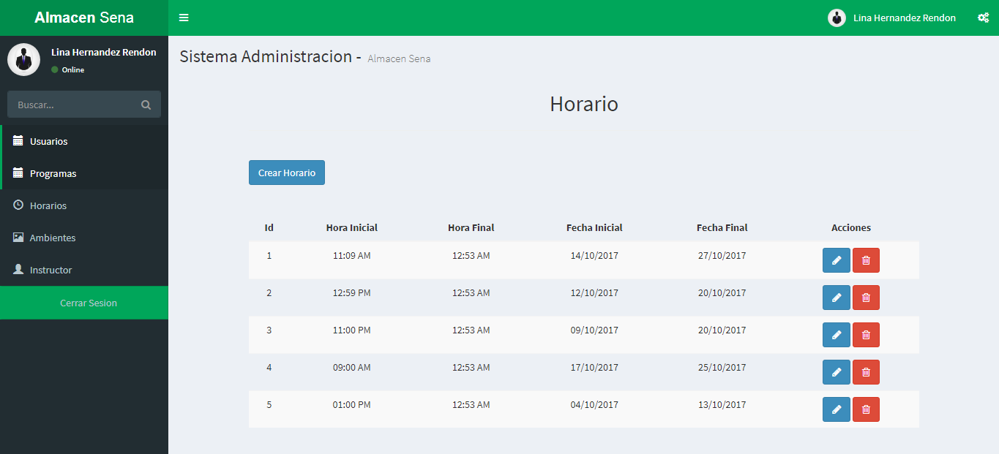 Almacen Sena
Lina Hernandez Rendon
Lina Hernandez Rendon
Online
Buscar...
Usuarios
Programas
Horarios
Ambientes
Instructor
Cerrar Sesion
Sistema Administracion - Almacen Sena
Horario
Crear Horario
Id Hora Inicial Hora Final Fecha Inicial Fecha Final Acciones
1 11:09 AM 12:53 AM 14/10/2017 27/10/2017
2 12:59 PM 12:53 AM 12/10/2017 20/10/2017
3 11:00 PM 12:53 AM 09/10/2017 20/10/2017
4 09:00 AM 12:53 AM 17/10/2017 25/10/2017
5 01:00 PM 12:53 AM 04/10/2017 13/10/2017